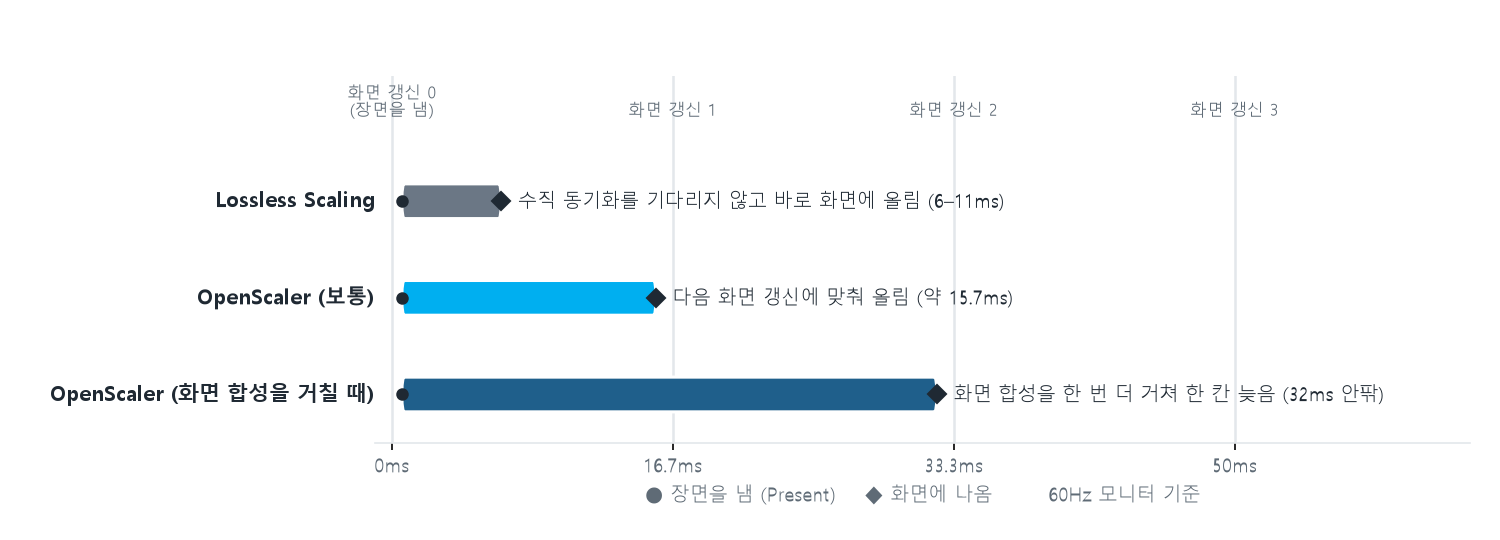 화면 갱신 0
(장면을 냄)
화면 갱신 1
화면 갱신 2
화면 갱신 3
Lossless Scaling
수직 동기화를 기다리지 않고 바로 화면에 올림 (6–11ms)
OpenScaler (보통)
다음 화면 갱신에 맞춰 올림 (약 15.7ms)
OpenScaler (화면 합성을 거칠 때)
화면 합성을 한 번 더 거쳐 한 칸 늦음 (32ms 안팎)
0ms
16.7ms
33.3ms
50ms
장면을 냄 (Present)
화면에 나옴
60Hz 모니터 기준